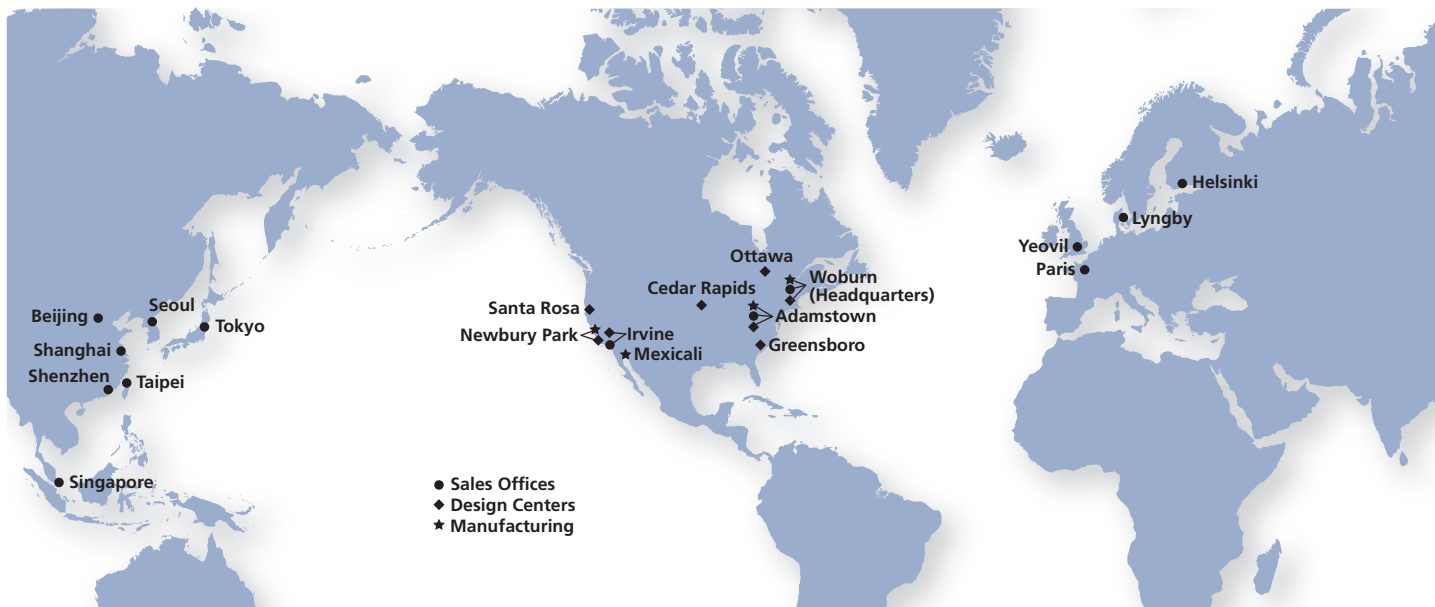 Helsinki
Lyngby
Yeovil
Paris
Ottawa
Woburn
(Headquarters)
Cedar Rapids
Adamstown
Greensboro
Santa Rosa
Newbury Park
Irvine
Mexicali
Beijing
Seoul
Tokyo
Shanghai
Shenzhen
Taipei
Singapore
Sales Offices
Design Centers
Manufacturing